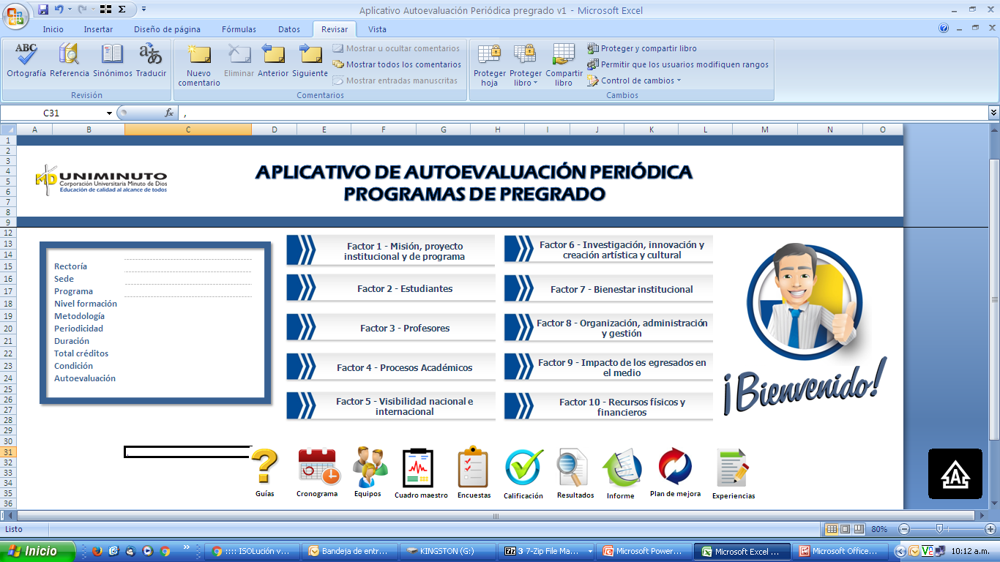 Aplicativo Autoevaluación Periódica pregrado v1 - Microsoft Excel
Inicio Insertar Diseño de página Fórmulas Datos Revisar Vista
ABC
Ortografía Referencia Sinónimos Traducir
Revisión
Nuevo comentario
Eliminar Anterior Siguiente
Mostrar u ocultar comentarios
Mostrar todos los comentarios
Mostrar entradas manuscritas
Comentarios
Proteger hoja
Proteger libro
Compartir libro
Proteger y compartir libro
Permitir que los usuarios modifiquen rangos
Control de cambios
Cambios
C31 fx ,
A B C D E F G H I J K L M N O
1
2
3
4
5
6
7
8
9
12
13
14
15
16
17
18
19
20
21
22
23
24
25
26
27
28
29
30
31
32
33
34
35
36
MD UNIMINUTO
Corporación Universitaria Minuto de Dios
Educación de calidad al alcance de todos
APLICATIVO DE AUTOEVALUACIÓN PERIÓDICA
PROGRAMAS DE PREGRADO
Rectoría
Sede
Programa
Nivel formación
Metodología
Periodicidad
Duración
Total créditos
Condición
Autoevaluación
Factor 1 - Misión, proyecto
institucional y de programa
Factor 2 - Estudiantes
Factor 3 - Profesores
Factor 4 - Procesos Académicos
Factor 5 - Visibilidad nacional e
internacional
Factor 6 - Investigación, innovación y
creación artística y cultural
Factor 7 - Bienestar institucional
Factor 8 - Organización, administración
y gestión
Factor 9 - Impacto de los egresados en
el medio
Factor 10 - Recursos físicos y
financieros
¡Bienvenido!
,
Guías Cronograma Equipos Cuadro maestro Encuestas Calificación Resultados Informe Plan de mejora Experiencias
A
Listo 80%
Inicio
:::: ISOLución v...
Bandeja de entr...
KINGSTON (G:)
3 7-Zip File Ma...
Microsoft Power...
Microsoft Excel ...
Microsoft Office...
10:12 a.m.